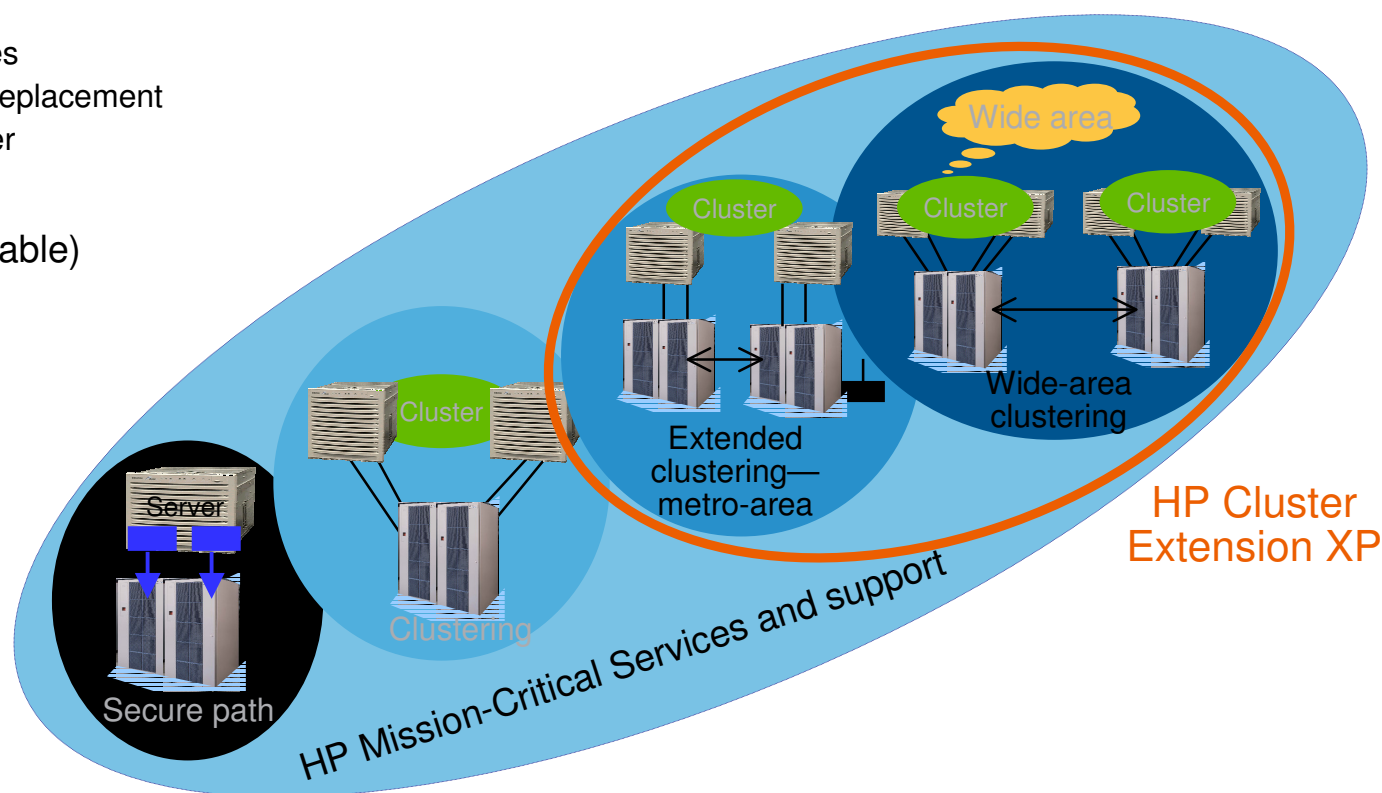 es
eplacement
er
able)
Wide area
Cluster
Cluster
Cluster
Wide-area
clustering
Extended
clustering—
metro-area
Cluster
Clustering
Server
Secure path
HP Cluster
Extension XP
HP Mission-Critical Services and support